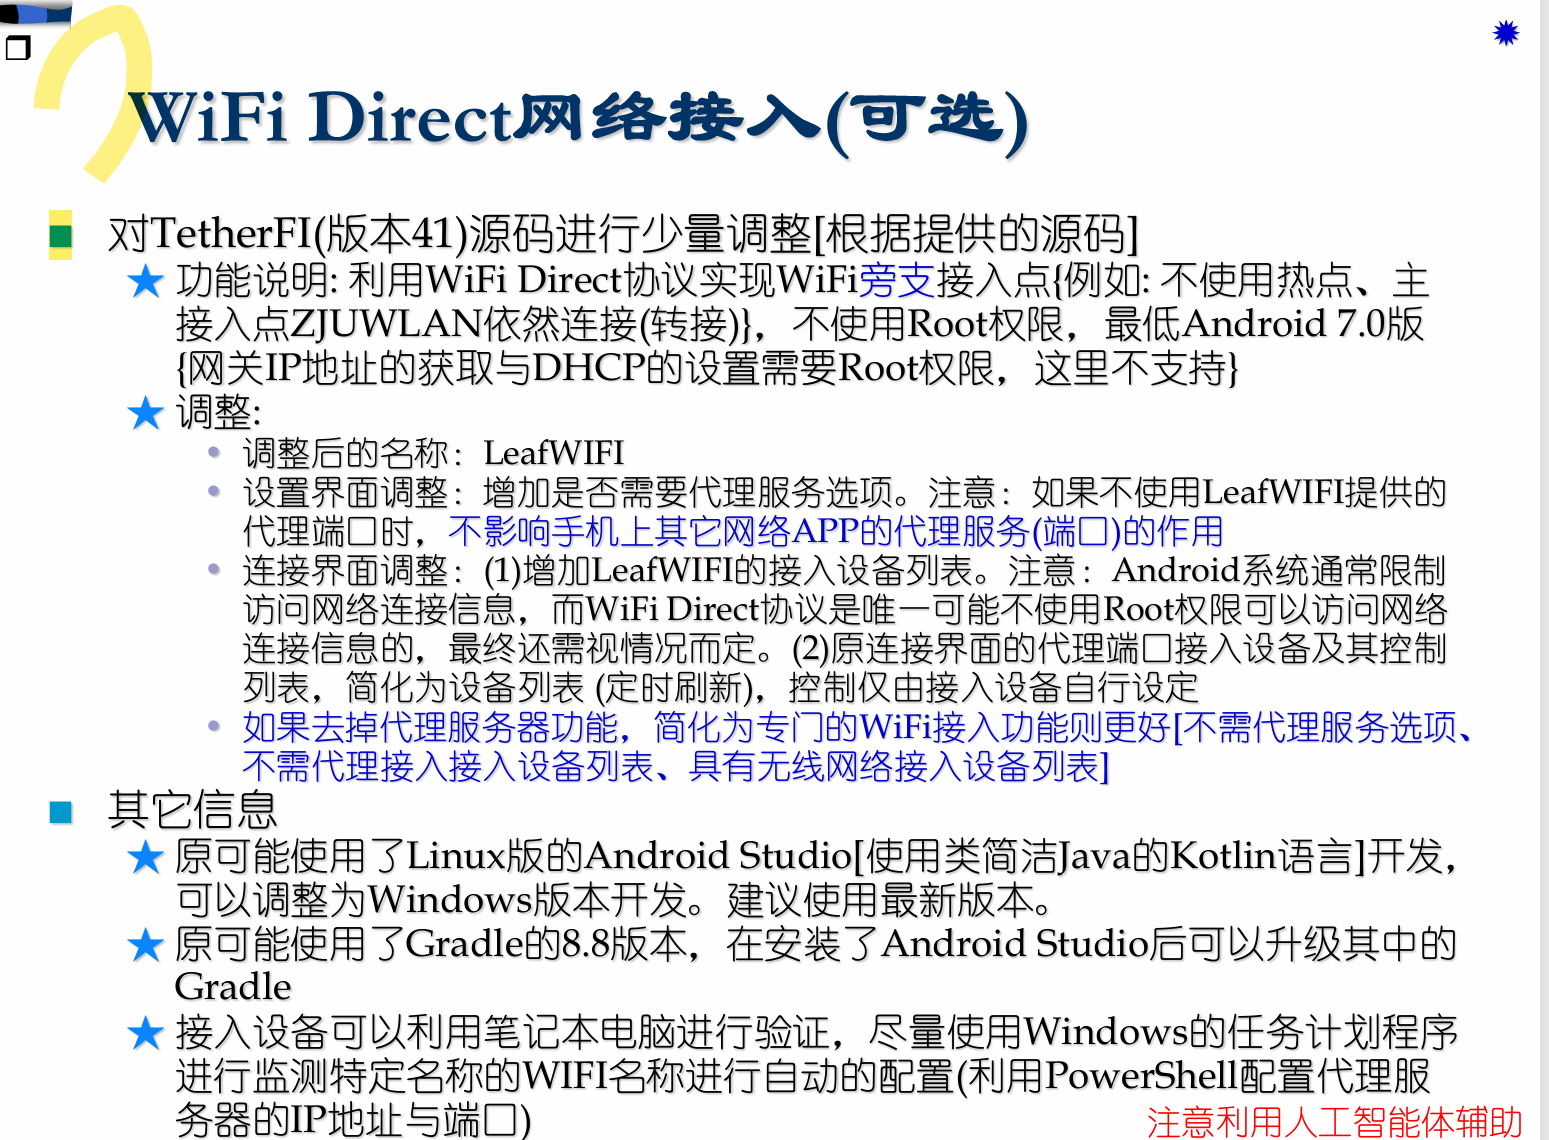 WiFi Direct网络接入(可选)
对TetherFI(版本41)源码进行少量调整[根据提供的源码]
功能说明: 利用WiFi Direct协议实现WiFi旁支接入点{例如: 不使用热点、主
接入点ZJUWLAN依然连接(转接)}，不使用Root权限，最低Android 7.0版
{网关IP地址的获取与DHCP的设置需要Root权限，这里不支持}
调整:
调整后的名称：LeafWIFI
设置界面调整：增加是否需要代理服务选项。注意：如果不使用LeafWIFI提供的
代理端口时，不影响手机上其它网络APP的代理服务(端口)的作用
连接界面调整：(1)增加LeafWIFI的接入设备列表。注意：Android系统通常限制
访问网络连接信息，而WiFi Direct协议是唯一可能不使用Root权限可以访问网络
连接信息的，最终还需视情况而定。(2)原连接界面的代理端口接入设备及其控制
列表，简化为设备列表 (定时刷新)，控制仅由接入设备自行设定
如果去掉代理服务器功能，简化为专门的WiFi接入功能则更好[不需代理服务选项、
不需代理接入接入设备列表、具有无线网络接入设备列表]
其它信息
原可能使用了Linux版的Android Studio[使用类简洁Java的Kotlin语言]开发，
可以调整为Windows版本开发。建议使用最新版本。
原可能使用了Gradle的8.8版本，在安装了Android Studio后可以升级其中的
Gradle
接入设备可以利用笔记本电脑进行验证，尽量使用Windows的任务计划程序
进行监测特定名称的WIFI名称进行自动的配置(利用PowerShell配置代理服
务器的IP地址与端口)
注意利用人工智能体辅助